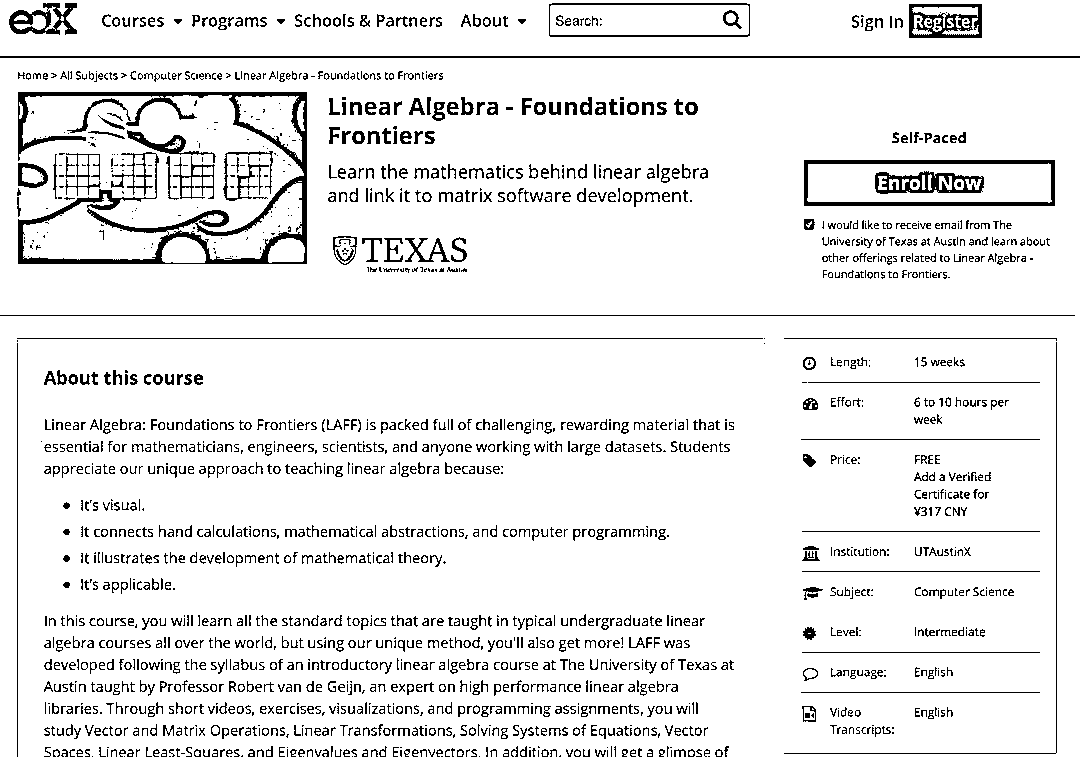 edX Courses Programs Schools & Partners About Search: Sign In Register
Home > All Subjects > Computer Science > Linear Algebra - Foundations to Frontiers
Linear Algebra - Foundations to
Frontiers
Learn the mathematics behind linear algebra
and link it to matrix software development.
TEXAS
The University of Texas at Austin
Self-Paced
Enroll Now
I would like to receive email from The
University of Texas at Austin and learn about
other offerings related to Linear Algebra -
Foundations to Frontiers.
About this course
Linear Algebra: Foundations to Frontiers (LAFF) is packed full of challenging, rewarding material that is
essential for mathematicians, engineers, scientists, and anyone working with large datasets. Students
appreciate our unique approach to teaching linear algebra because:
• It's visual.
• It connects hand calculations, mathematical abstractions, and computer programming.
• It illustrates the development of mathematical theory.
• It's applicable.
In this course, you will learn all the standard topics that are taught in typical undergraduate linear
algebra courses all over the world, but using our unique method, you'll also get more! LAFF was
developed following the syllabus of an introductory linear algebra course at The University of Texas at
Austin taught by Professor Robert van de Geijn, an expert on high performance linear algebra
libraries. Through short videos, exercises, visualizations, and programming assignments, you will
study Vector and Matrix Operations, Linear Transformations, Solving Systems of Equations, Vector
Spaces, Linear Least-Squares, and Eigenvalues and Eigenvectors. In addition, you will get a glimpse of
Length: 15 weeks
Effort: 6 to 10 hours per
week
Price: FREE
Add a Verified
Certificate for
¥317 CNY
Institution: UTAustinX
Subject: Computer Science
Level: Intermediate
Language: English
Video English
Transcripts: